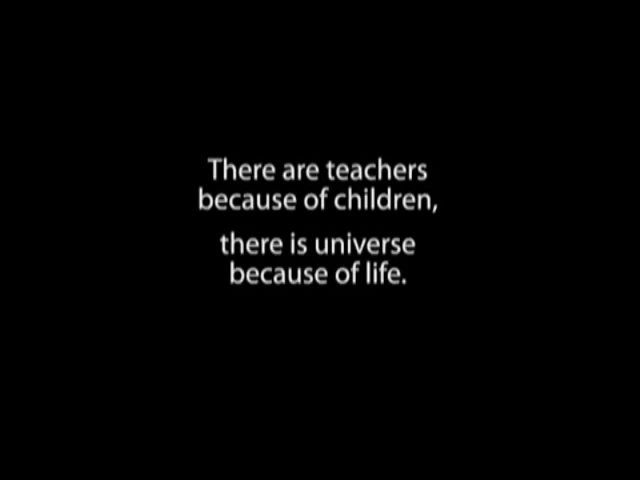 There are teachers
because of children,
there is universe
because of life.